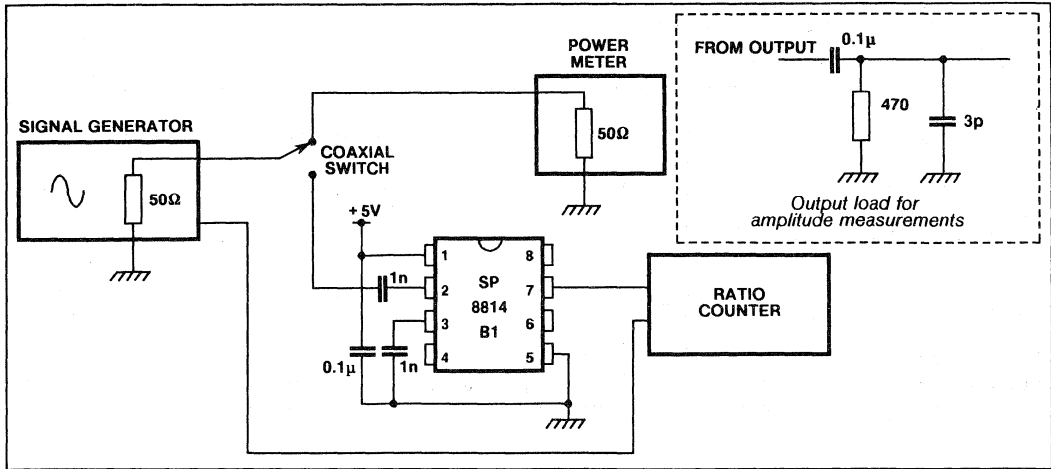 SIGNAL GENERATOR
50Ω
COAXIAL
SWITCH
POWER
METER
50Ω
FROM OUTPUT
0.1μ
470
3p
Output load for
amplitude measurements
+5V
1n
0.1μ
1n
1
2
3
4
SP
8814
B1
8
7
6
5
RATIO
COUNTER